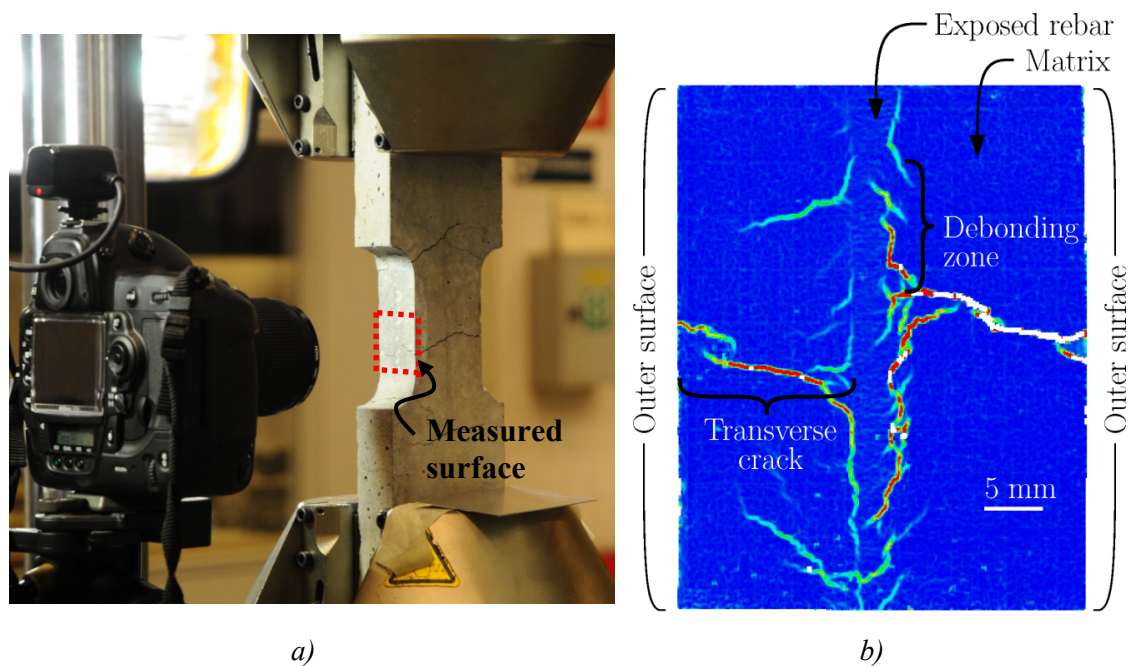 Exposed rebar
Matrix
Outer surface
Debonding
zone
Transverse
crack
5 mm
Outer surface
Measured
surface
a)
b)